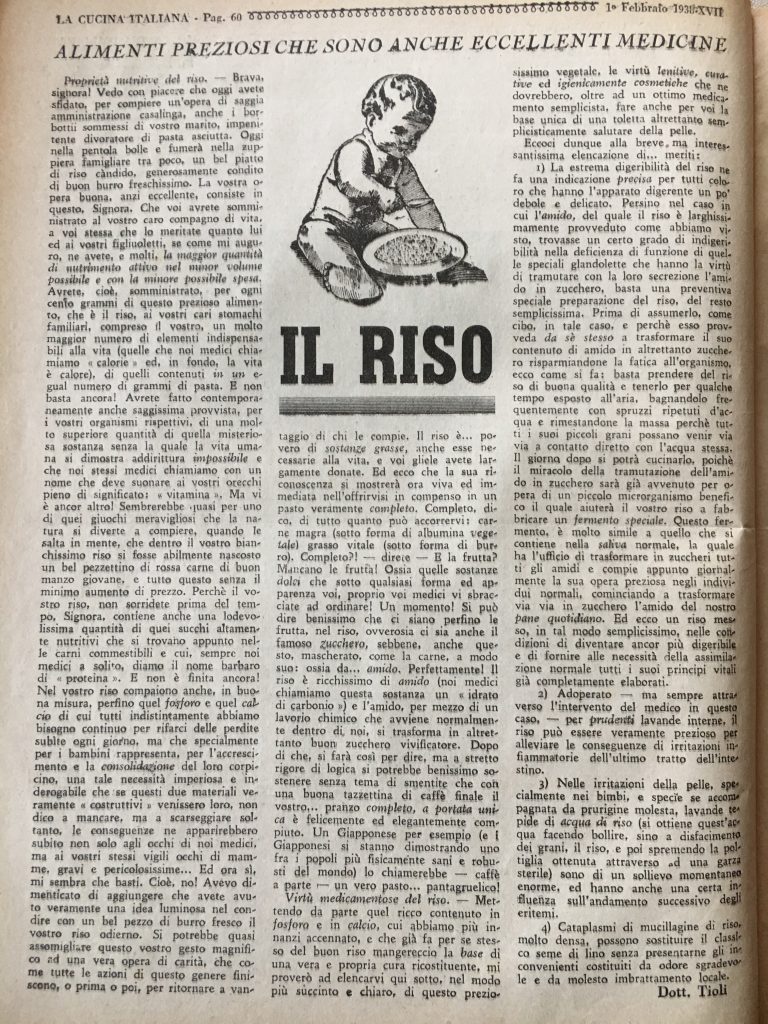 LA CUCINA ITALIANA - Pag. 60
1° Febbraio 1939-XVII
ALIMENTI PREZIOSI CHE SONO ANCHE ECCELLENTI MEDICINE
Proprietà nutritive del riso. — Brava,
signora! Vedo con piacere che oggi avete
sfidato, per compiere un'opera di saggia
amministrazione casalinga, anche i bor-
bottii sommessi di vostro marito, impeni-
tente divoratore di pasta asciutta. Oggi
nella pentola bolle e fumerà nella zup-
piera famigliare tra poco, un bel piatto
di riso càndido, generosamente condito
di buon burro freschissimo. La vostra o-
pera buona, anzi eccellente, consiste in
questo, Signora. Che voi avrete sommi-
nistrato al vostro caro compagno di vita,
a voi stessa che lo meritate quanto lui
ed ai vostri figliuoletti, se come mi augu-
ro, ne avete, e molti, la maggior quantità
di nutrimento attivo nel minor volume
possibile e con la minore possibile spesa.
Avrete, cioè, somministrato, per ogni
cento grammi di questo prezioso alimen-
to, che è il riso, ai vostri cari stomachi
familiari, compreso il vostro, un molto
maggior numero di elementi indispensa-
bili alla vita (quelle che noi medici chia-
miamo « calorie » ed, in fondo, la vita
è calore), di quelli contenuti in un e-
gual numero di grammi di pasta. E non
basta ancora! Avrete fatto contempora-
neamente anche saggissima provvista, per
i vostri organismi rispettivi, di una mol-
to superiore quantità di quella misterio-
sa sostanza senza la quale la vita uma-
na si dimostra addirittura impossibile e
che noi stessi medici chiamiamo con un
nome che deve suonare ai vostri orecchi
pieno di significato: « vitamina ». Ma vi
è ancor altro! Sembrerebbe quasi per uno
di quei giuochi meravigliosi che la na-
tura si diverte a compiere, quando le
salta in mente, che dentro il vostro bian-
chissimo riso si fosse abilmente nascosto
un bel pezzettino di rossa carne di buon
manzo giovane, e tutto questo senza il
minimo aumento di prezzo. Perchè il vo-
stro riso, non sorridete prima del tem-
po, Signora, contiene anche una lodevo-
lissima quantità di quei succhi altamen-
te nutritivi che si trovano appunto nel-
le carni commestibili e cui, sempre noi
medici a solito, diamo il nome barbaro
di « proteina ». E non è finita ancora!
Nel vostro riso compaiono anche, in buo-
na misura, perfino quel fosforo e quel cal-
cio di cui tutti indistintamente abbiamo
bisogno continuo per rifarci delle perdite
subìte ogni giorno, ma che specialmente
per i bambini rappresenta, per l'accresci-
mento e la consolidazione del loro corpi-
cino, una tale necessità imperiosa e in-
derogabile che se questi due materiali ve-
ramente « costruttivi » venissero loro, non
dico a mancare, ma a scarseggiare sol-
tanto, le conseguenze ne apparirebbero
subito non solo agli occhi di noi medici,
ma ai vostri stessi vigili occhi di mam-
me, gravi e pericolosissime... Ed ora sì,
mi sembra che basti. Cioè, no! Avevo di-
menticato di aggiungere che avete avu-
to veramente una idea luminosa nel con-
dire con un bel pezzo di burro fresco il
vostro riso odierno. Si potrebbe quasi
assomigliare questo vostro gesto magnifi-
co ad una vera opera di carità, che co-
me tutte le azioni di questo genere fini-
scono, o prima o poi, per ritornare a van-
IL RISO
taggio di chi le compie. Il riso è... po-
vero di sostanze grasse, anche esse ne-
cessarie alla vita, e voi gliele avete lar-
gamente donate. Ed ecco che la sua ri-
conoscenza si mostrerà ora viva ed im-
mediata nell'offrirvisi in compenso in un
pasto veramente completo. Completo, di-
co, di tutto quanto può accorrervi: car-
ne magra (sotto forma di albumina vege-
tale) grasso vitale (sotto forma di bur-
ro). Completo?! — direte — E la frutta?
Mancano le frutta! Ossia quelle sostanze
dolci che sotto qualsiasi forma ed ap-
parenza voi, proprio voi medici vi sbrac-
ciate ad ordinare! Un momento! Si può
dire benissimo che ci siano perfino le
frutta, nel riso, ovverosia ci sia anche il
famoso zucchero, sebbene, anche que-
sto, mascherato, come la carne, a modo
suo: ossia da... amido. Perfettamente! Il
riso è ricchissimo di amido (noi medici
chiamiamo questa sostanza un « idrato
di carbonio ») e l'amido, per mezzo di un
lavorio chimico che avviene normalmen-
te dentro di noi, si trasforma in altret-
tanto buon zucchero vivificatore. Dopo
di che, si farà così per dire, ma a stretto
rigore di logica si potrebbe benissimo so-
stenere senza tema di smentite che con
una buona tazzettina di caffè finale il
vostro... pranzo completo, a portata uni-
ca è felicemente ed elegantemente com-
piuto. Un Giapponese per esempio (e i
Giapponesi si stanno dimostrando uno
fra i popoli più fisicamente sani e robu-
sti del mondo) lo chiamerebbe — caffè
a parte — un vero pasto... pantagruelico!
Virtù medicamentose del riso. — Met-
tendo da parte quel ricco contenuto in
fosforo e in calcio, cui abbiamo più in-
nanzi accennato, e che già fa per se stes-
so del buon riso mangereccio la base di
una vera e propria cura ricostituente, mi
proverò ad elencarvi qui sotto, nel modo
più succinto e chiaro, di questo prezio-
sissimo vegetale, le virtù lenitive, cura-
tive ed igienicamente cosmetiche che ne
dovrebbero, oltre ad un ottimo medica-
mento semplicista, fare anche per voi la
base unica di una toletta altrettanto sem-
plicisticamente salutare della pelle.
Eccoci dunque alla breve, ma interes-
santissima elencazione di... meriti:
1) La estrema digeribilità del riso ne
fa una indicazione precisa per tutti colo-
ro che hanno l'apparato digerente un po'
debole e delicato. Persino nel caso in
cui l'amido, del quale il riso è larghissi-
mamente provveduto come abbiamo vi-
sto, trovasse un certo grado di indigeri-
bilità nella deficienza di funzione di quel-
le speciali glandolette che hanno la virtù
di tramutare con la loro secrezione l'ami-
do in zucchero, basta una preventiva
speciale preparazione del riso, del resto
semplicissima. Prima di assumerlo, come
cibo, in tale caso, e perchè esso prov-
veda da sè stesso a trasformare il suo
contenuto di amido in altrettanto zucche-
ro risparmiandone la fatica all'organismo,
ecco come si fa: basta prendere del ri-
so di buona qualità e tenerlo per qualche
tempo esposto all'aria, bagnandolo fre-
quentemente con spruzzi ripetuti d'ac-
qua e rimestandone la massa perchè tut-
ti i suoi piccoli grani possano venir via
via a contatto diretto con l'acqua stessa.
Il giorno dopo si potrà cucinarlo, poichè
il miracolo della tramutazione dell'ami-
do in zucchero sarà già avvenuto per o-
pera di un piccolo microrganismo benefi-
co il quale aiuterà il vostro riso a fab-
bricare un fermento speciale. Questo fer-
mento, è molto simile a quello che si
contiene nella saliva normale, la quale
ha l'ufficio di trasformare in zuccheri tut-
ti gli amidi e compie appunto giornal-
mente la sua opera preziosa negli indivi-
dui normali, cominciando a trasformare
via via in zucchero l'amido del nostro
pane quotidiano. Ed ecco un riso mes-
so, in tal modo semplicissimo, nelle con-
dizioni di diventare ancor più digeribile
e di fornire alle necessità della assimila-
zione normale tutti i suoi principi vitali
già completamente elaborati.
2) Adoperato — ma sempre attra-
verso l'intervento del medico in questo
caso, — per prudenti lavande interne, il
riso può essere veramente prezioso per
alleviare le conseguenze di irritazioni in-
fiammatorie dell'ultimo tratto dell'inte-
stino.
3) Nelle irritazioni della pelle, spe-
cialmente nei bimbi, e specie se accom-
pagnata da prurigine molesta, lavande te-
pide di acqua di riso (si ottiene quest'ac-
qua facendo bollire, sino a disfacimento
dei grani, il riso, e poi spremendo la pol-
tiglia ottenuta attraverso ad una garza
sterile) sono di un sollievo momentaneo
enorme, ed hanno anche una certa in-
fluenza sull'andamento successivo degli
eritemi.
4) Cataplasmi di mucillagine di riso,
molto densa, possono sostituire il classi-
co seme di lino senza presentarne gli in-
convenienti costituiti da odore sgradevo-
le e da molesto imbrattamento locale.
Dott. Tioli